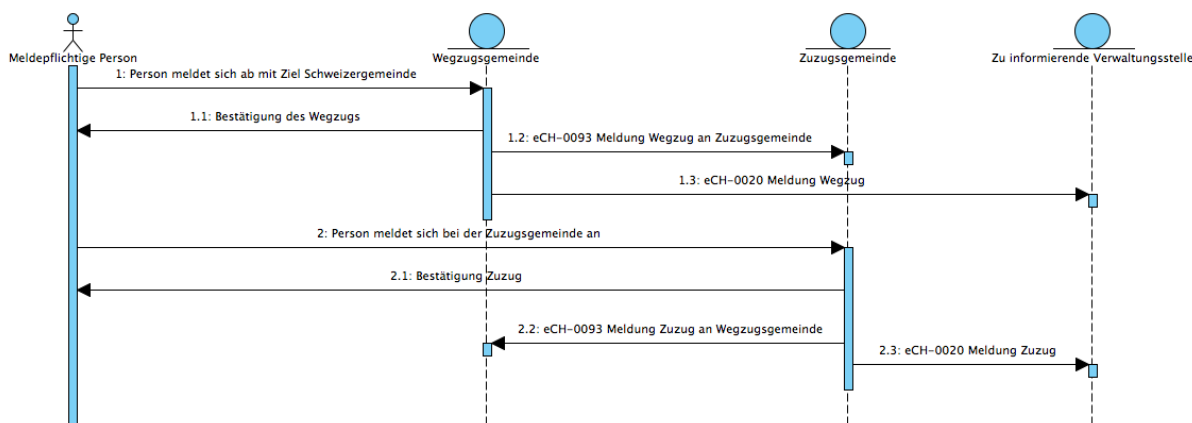 Meldepflichtige Person
Wegzugsgemeinde
Zuzugsgemeinde
Zu informierende Verwaltungsstelle
1: Person meldet sich ab mit Ziel Schweizergemeinde
1.1: Bestätigung des Wegzugs
1.2: eCH-0093 Meldung Wegzug an Zuzugsgemeinde
1.3: eCH-0020 Meldung Wegzug
2: Person meldet sich bei der Zuzugsgemeinde an
2.1: Bestätigung Zuzug
2.2: eCH-0093 Meldung Zuzug an Wegzugsgemeinde
2.3: eCH-0020 Meldung Zuzug